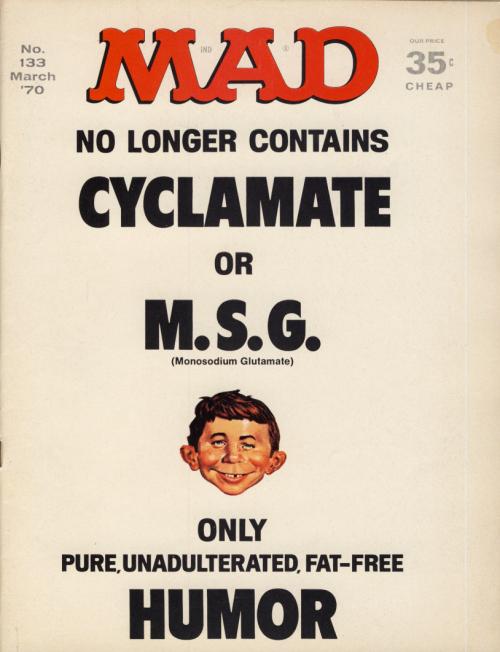 No.
133
March
'70
MAD
IND
®
OUR PRICE
35¢
CHEAP
NO LONGER CONTAINS
CYCLAMATE
OR
M.S.G.
(Monosodium Glutamate)
ONLY
PURE, UNADULTERATED, FAT-FREE
HUMOR